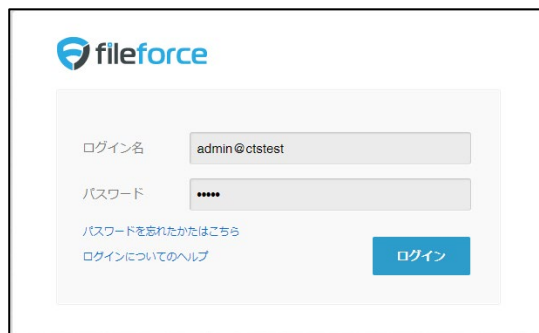 fileforce
ログイン名 admin@ctstest
パスワード •••••
パスワードを忘れたかたはこちら
ログインについてのヘルプ
ログイン